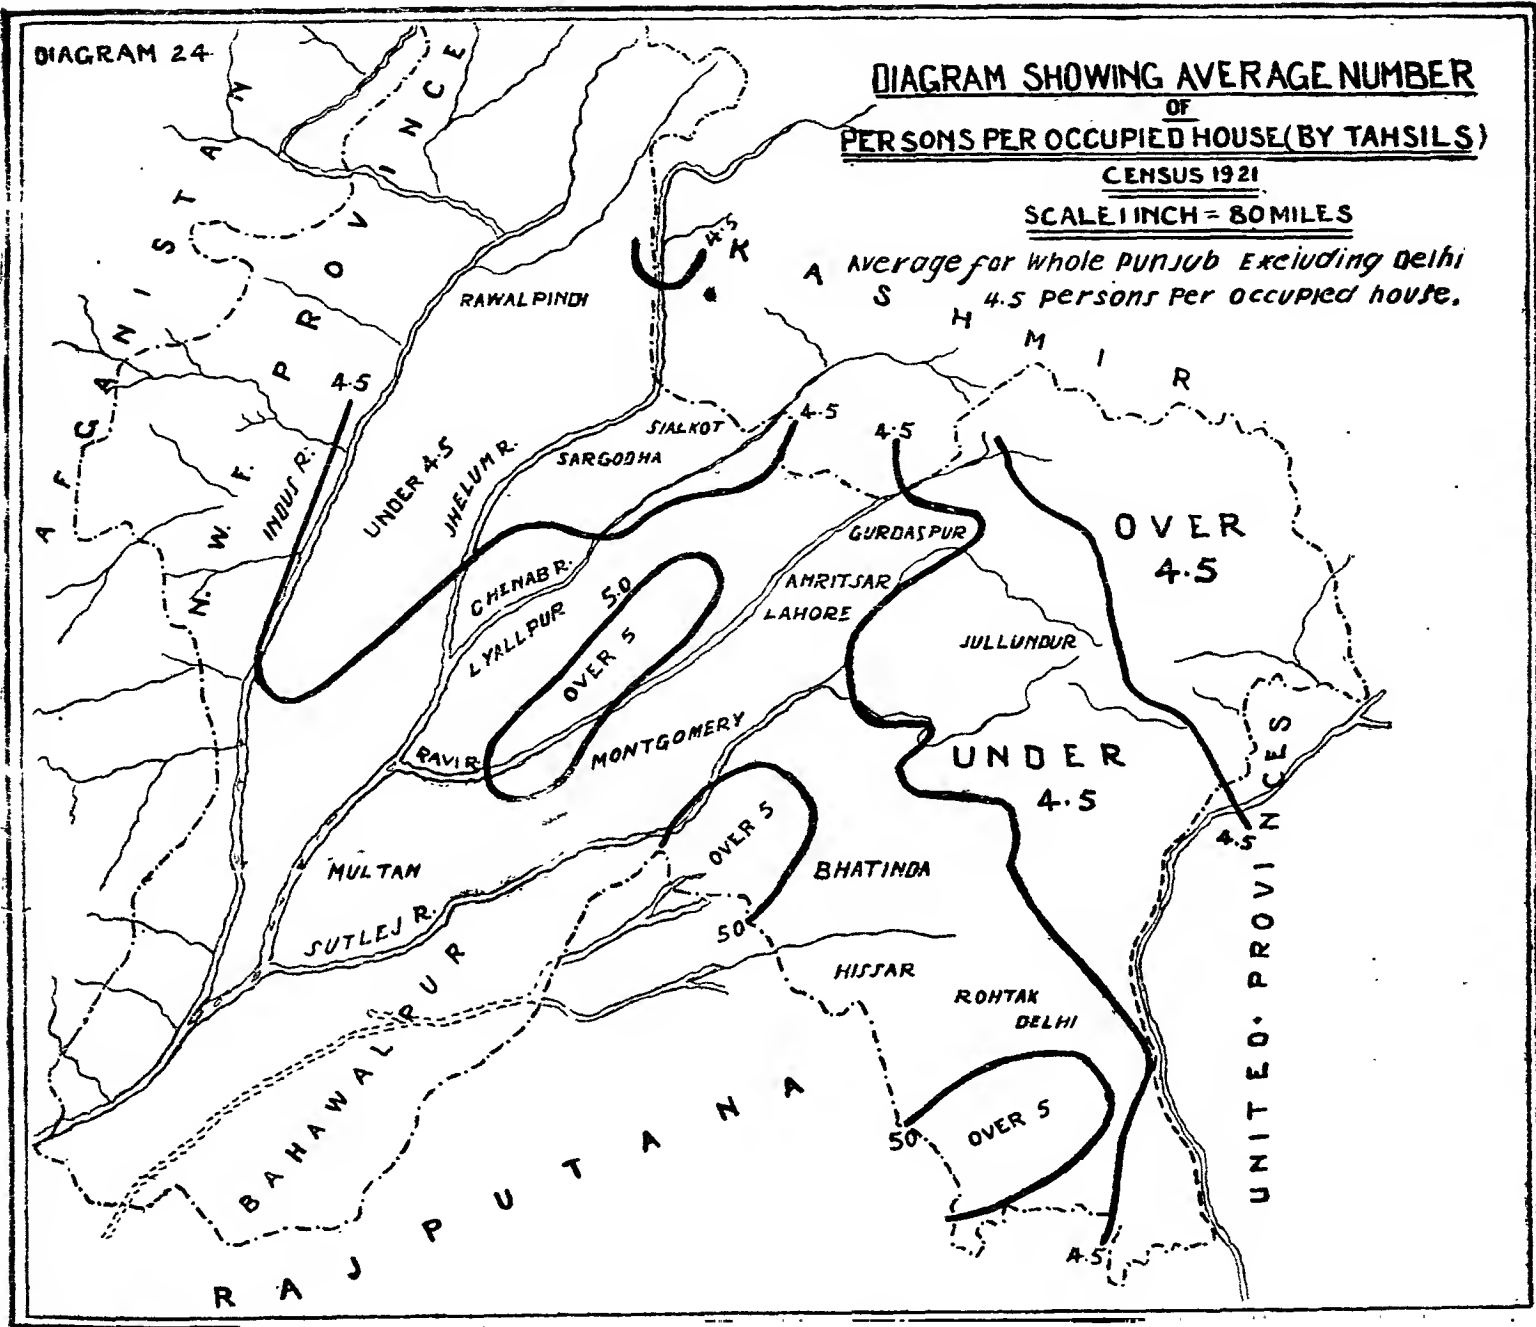 DIAGRAM 24
DIAGRAM SHOWING AVERAGE NUMBER
OF
PERSONS PER OCCUPIED HOUSE (BY TAHSILS)
CENSUS 1921
SCALE 1 INCH = 80 MILES
Average for Whole Punjub Excluding Delhi
4.5 persons per occupied house.
AFGANISTAN
N. W. F. PROVINCE
KASHMIR
4.5
RAWALPINDI
4.5
INDUS R.
UNDER 4.5
JHELUM R.
SIALKOT
SARGODHA
4.5
4.5
GURDASPUR
OVER
4.5
CHENAB R.
LYALLPUR
5.0
OVER 5
AMRITSAR
LAHORE
JULLUNDUR
RAVI R
MONTGOMERY
UNDER
4.5
4.5
OVER 5
BHATINDA
MULTAN
SUTLEJ R.
50
HISSAR
ROHTAK
DELHI
BAHAWALPUR
RAJPUTANA
50
OVER 5
4.5
UNITED. PROVINCES